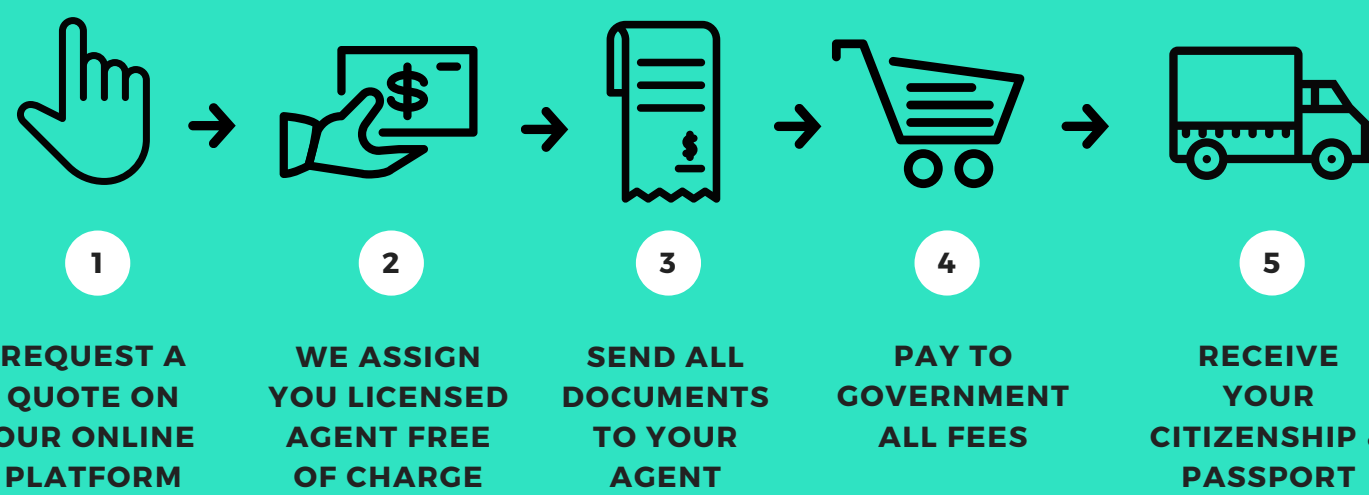 1
REQUEST A
QUOTE ON
OUR ONLINE
PLATFORM
2
WE ASSIGN
YOU LICENSED
AGENT FREE
OF CHARGE
3
SEND ALL
DOCUMENTS
TO YOUR
AGENT
4
PAY TO
GOVERNMENT
ALL FEES
5
RECEIVE
YOUR
CITIZENSHIP
PASSPORT